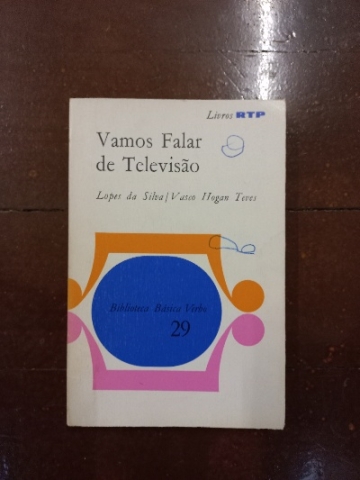 Livros RTP
Vamos Falar
de Televisão
Lopes da Silva/Vasco Hogan Teves
Biblioteca Básica Verbo
29